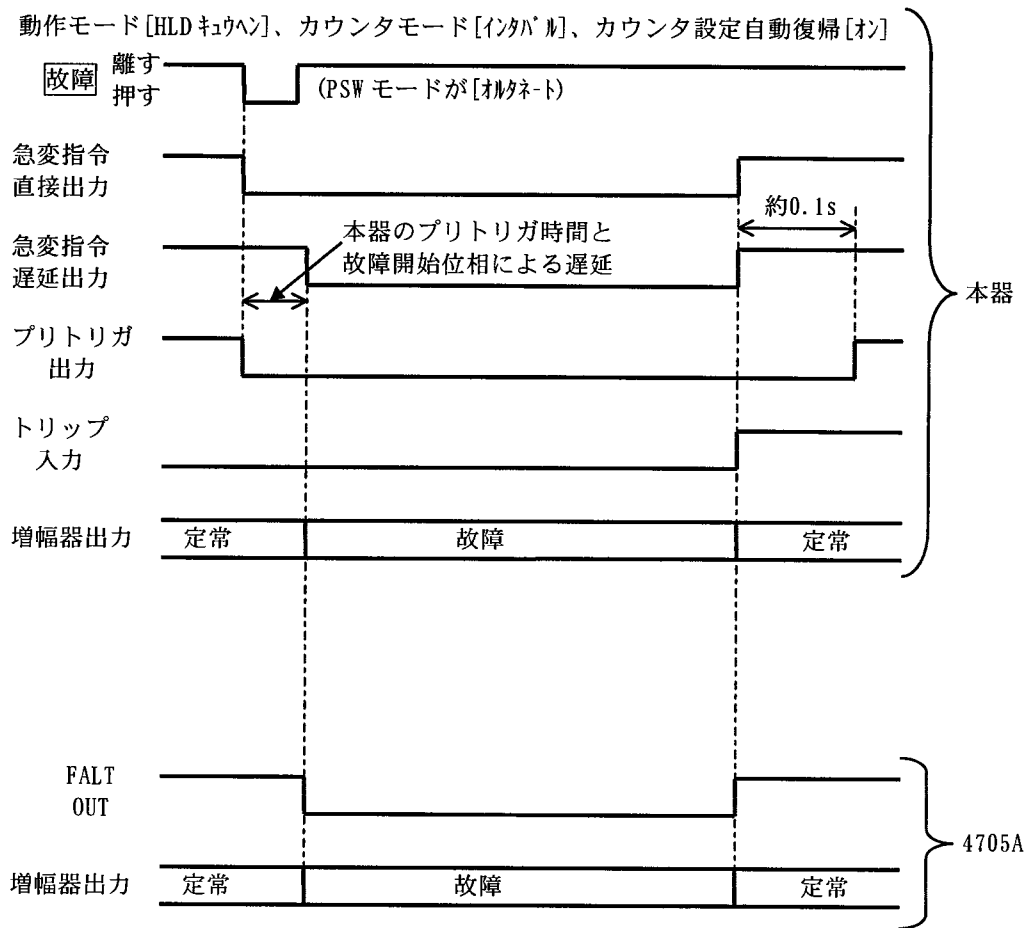 動作モード[HLDｷｭｳﾍﾝ]、カウンタモード[ｲﾝﾀﾊﾞﾙ]、カウンタ設定自動復帰[ｵﾝ]
故障
離す
押す
(PSWモードが[ｵﾙﾀﾈｰﾄ)
急変指令
直接出力
約0.1s
急変指令
遅延出力
本器のプリトリガ時間と
故障開始位相による遅延
本器
プリトリガ
出力
トリップ
入力
増幅器出力
定常
故障
定常
FALT
OUT
4705A
増幅器出力
定常
故障
定常